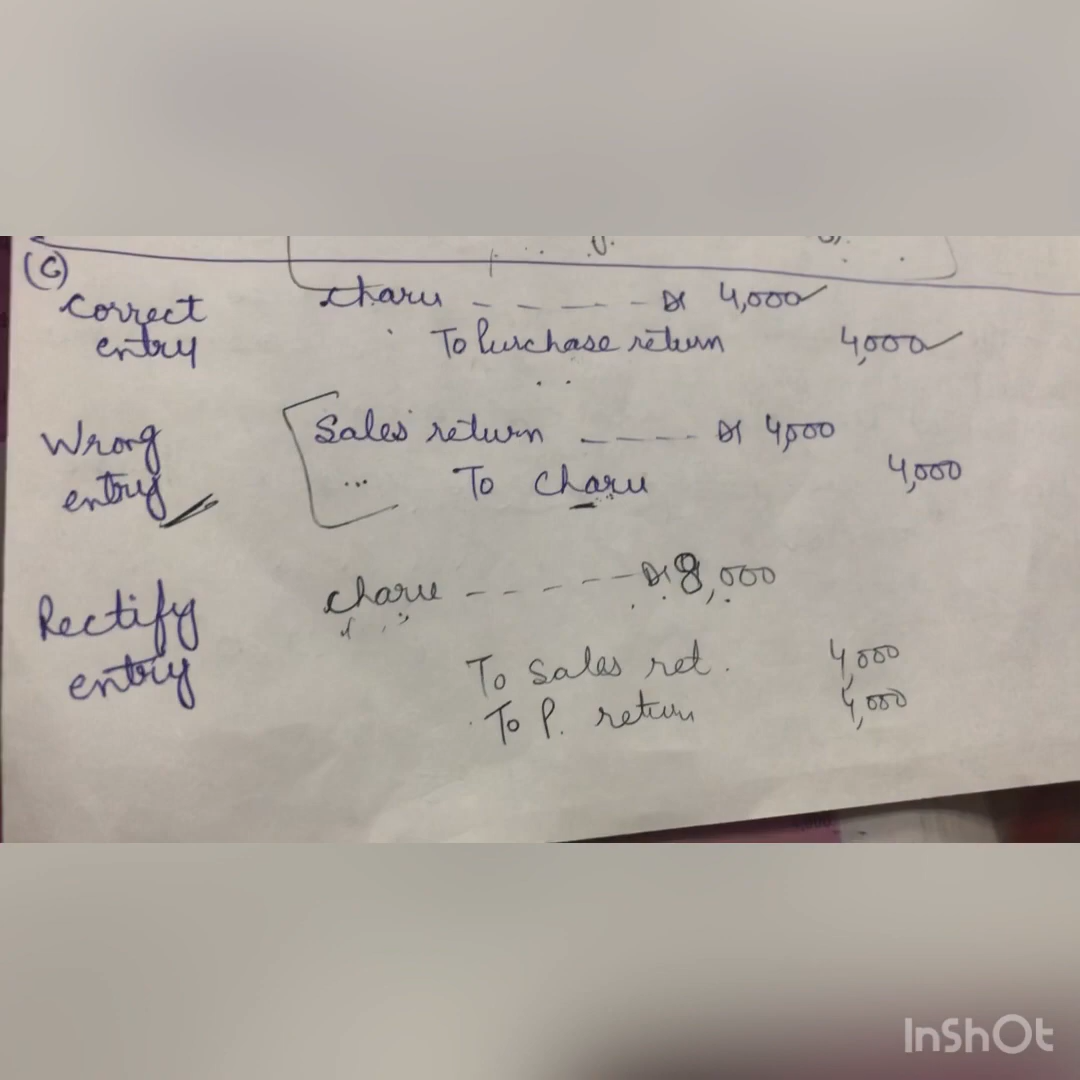 (C)
Correct entry Charu ------ Dr 4,000
To Purchase return 4,000
Wrong entry Sales return ---- Dr 4,000
... To Charu 4,000
Rectify entry Charu ------ Dr 8,000
To Sales ret. 4,000
To P. return 4,000
InShOt